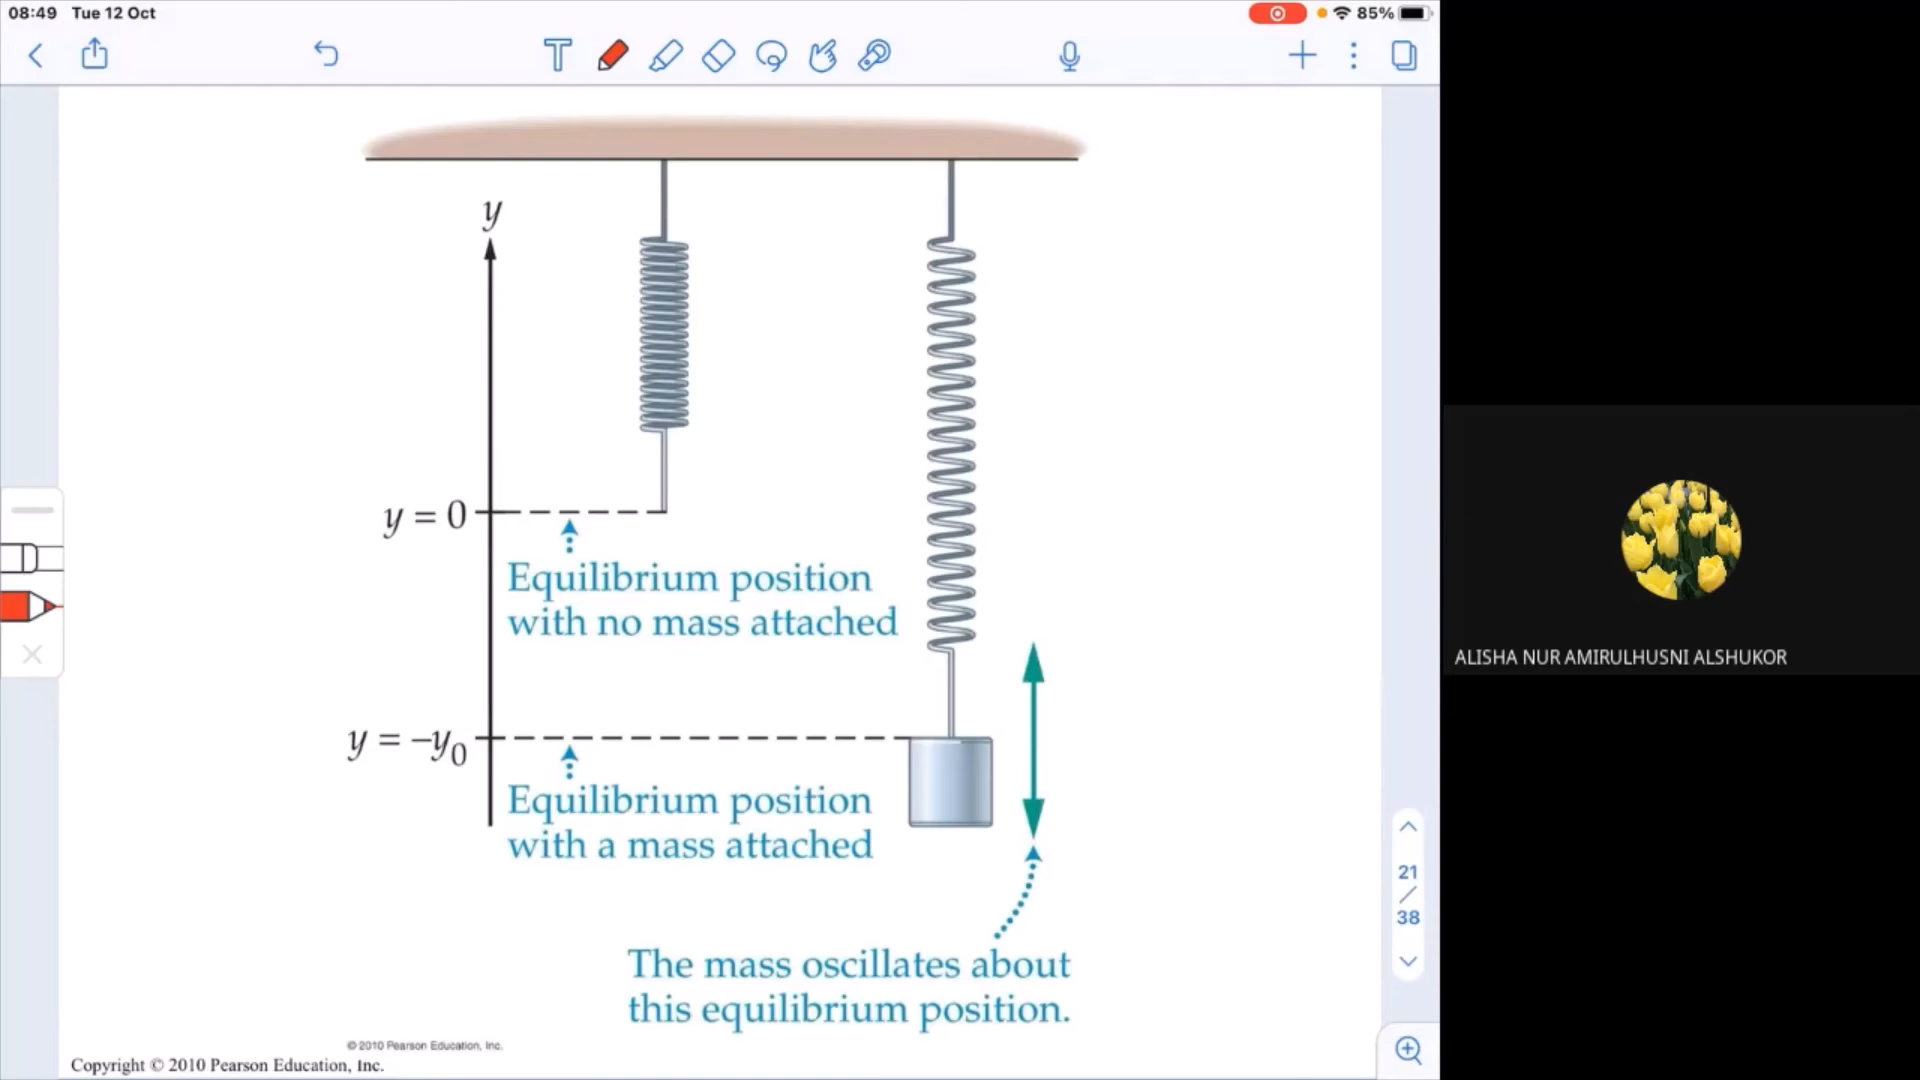 08:49 Tue 12 Oct
85%
T
y
y = 0
Equilibrium position
with no mass attached
y = −y₀
Equilibrium position
with a mass attached
The mass oscillates about
this equilibrium position.
© 2010 Pearson Education, Inc.
Copyright © 2010 Pearson Education, Inc.
21
/
38
ALISHA NUR AMIRULHUSNI ALSHUKOR